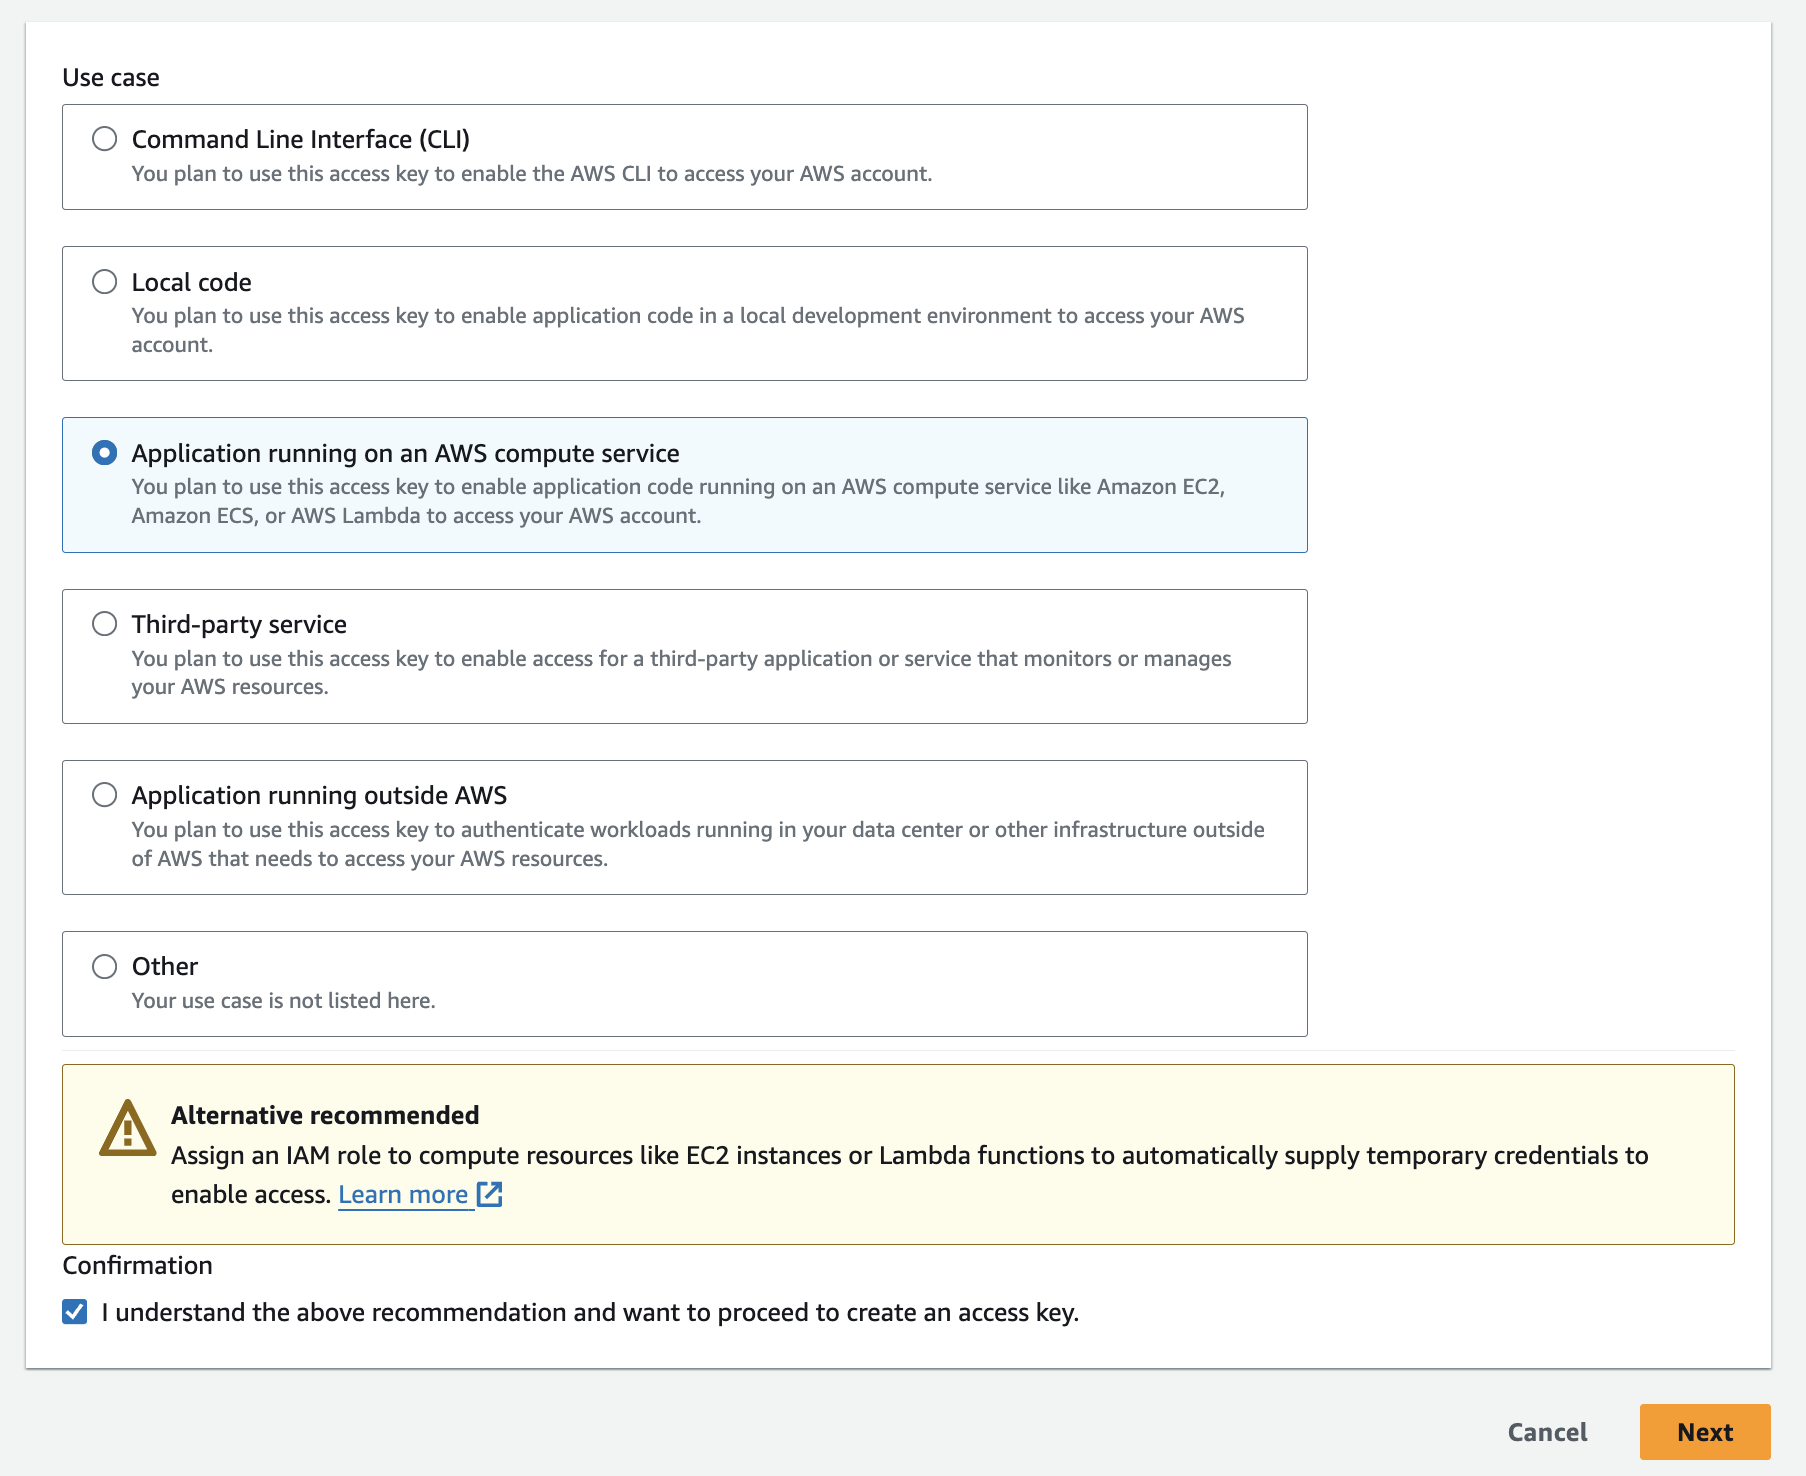 Use case
Command Line Interface (CLI)
You plan to use this access key to enable the AWS CLI to access your AWS account.
Local code
You plan to use this access key to enable application code in a local development environment to access your AWS
account.
Application running on an AWS compute service
You plan to use this access key to enable application code running on an AWS compute service like Amazon EC2,
Amazon ECS, or AWS Lambda to access your AWS account.
Third-party service
You plan to use this access key to enable access for a third-party application or service that monitors or manages
your AWS resources.
Application running outside AWS
You plan to use this access key to authenticate workloads running in your data center or other infrastructure outside
of AWS that needs to access your AWS resources.
Other
Your use case is not listed here.
Alternative recommended
Assign an IAM role to compute resources like EC2 instances or Lambda functions to automatically supply temporary credentials to
enable access. Learn more
Confirmation
I understand the above recommendation and want to proceed to create an access key.
Cancel Next